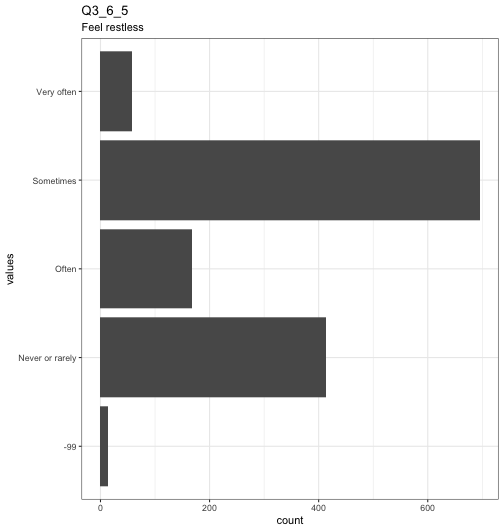 Q3_6_5
Feel restless
Very often
Sometimes
Often
Never or rarely
-99
values
0
200
400
600
count